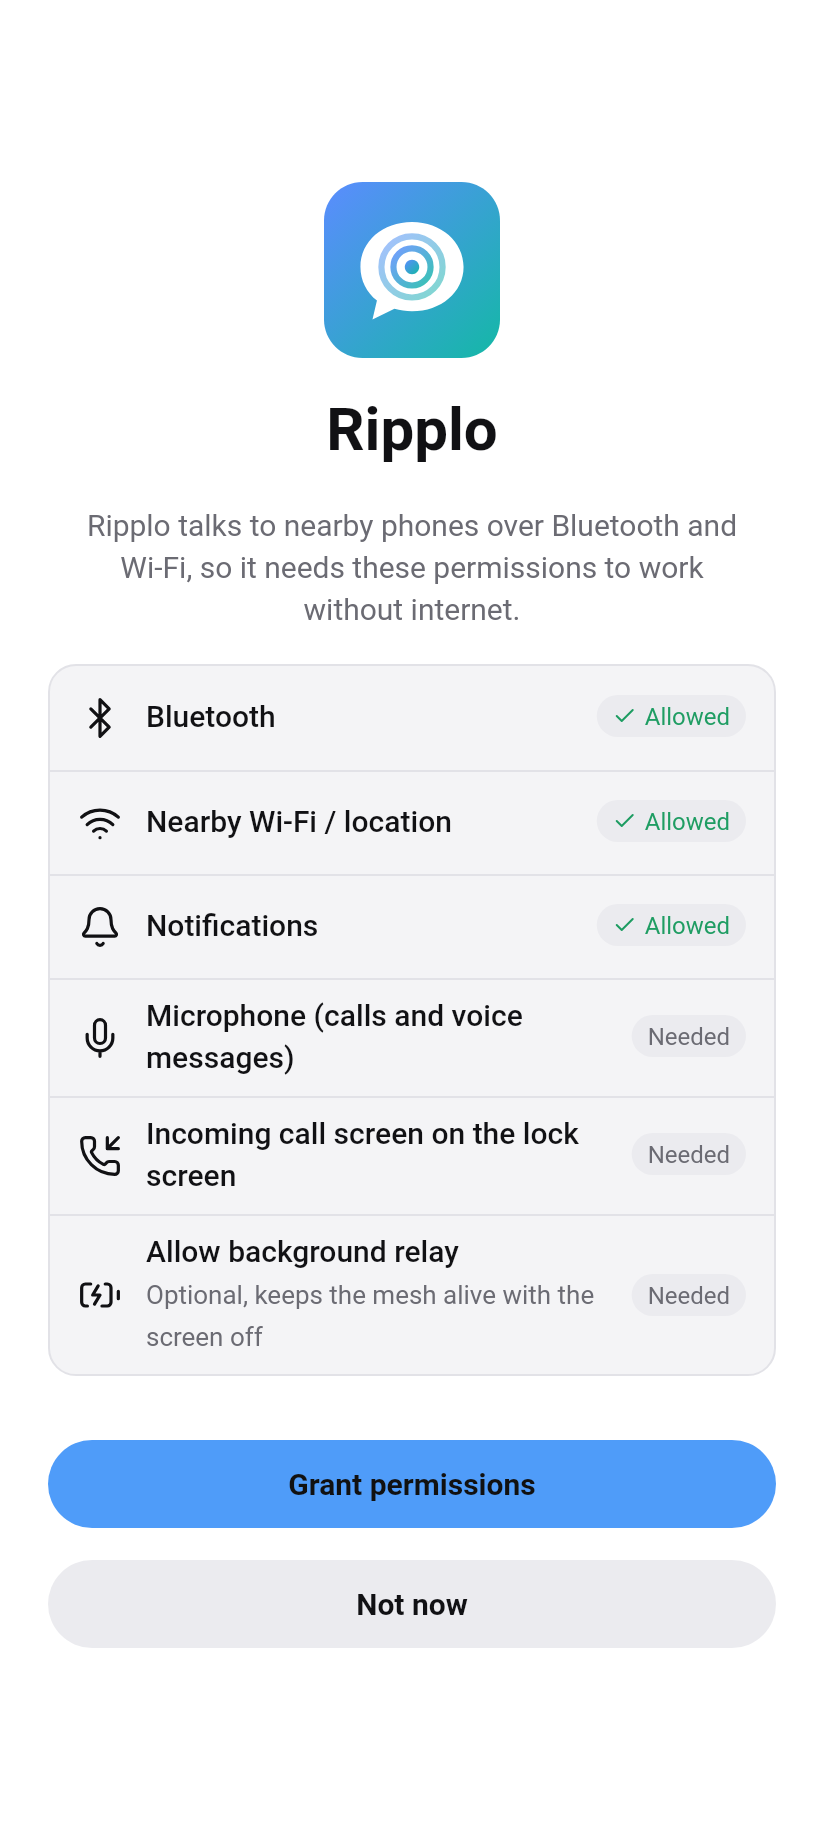 Ripplo
Ripplo talks to nearby phones over Bluetooth and
Wi-Fi, so it needs these permissions to work
without internet.
Bluetooth
Allowed
Nearby Wi-Fi / location
Allowed
Notifications
Allowed
Microphone (calls and voice
messages)
Needed
Incoming call screen on the lock
screen
Needed
Allow background relay
Optional, keeps the mesh alive with the
screen off
Needed
Grant permissions
Not now